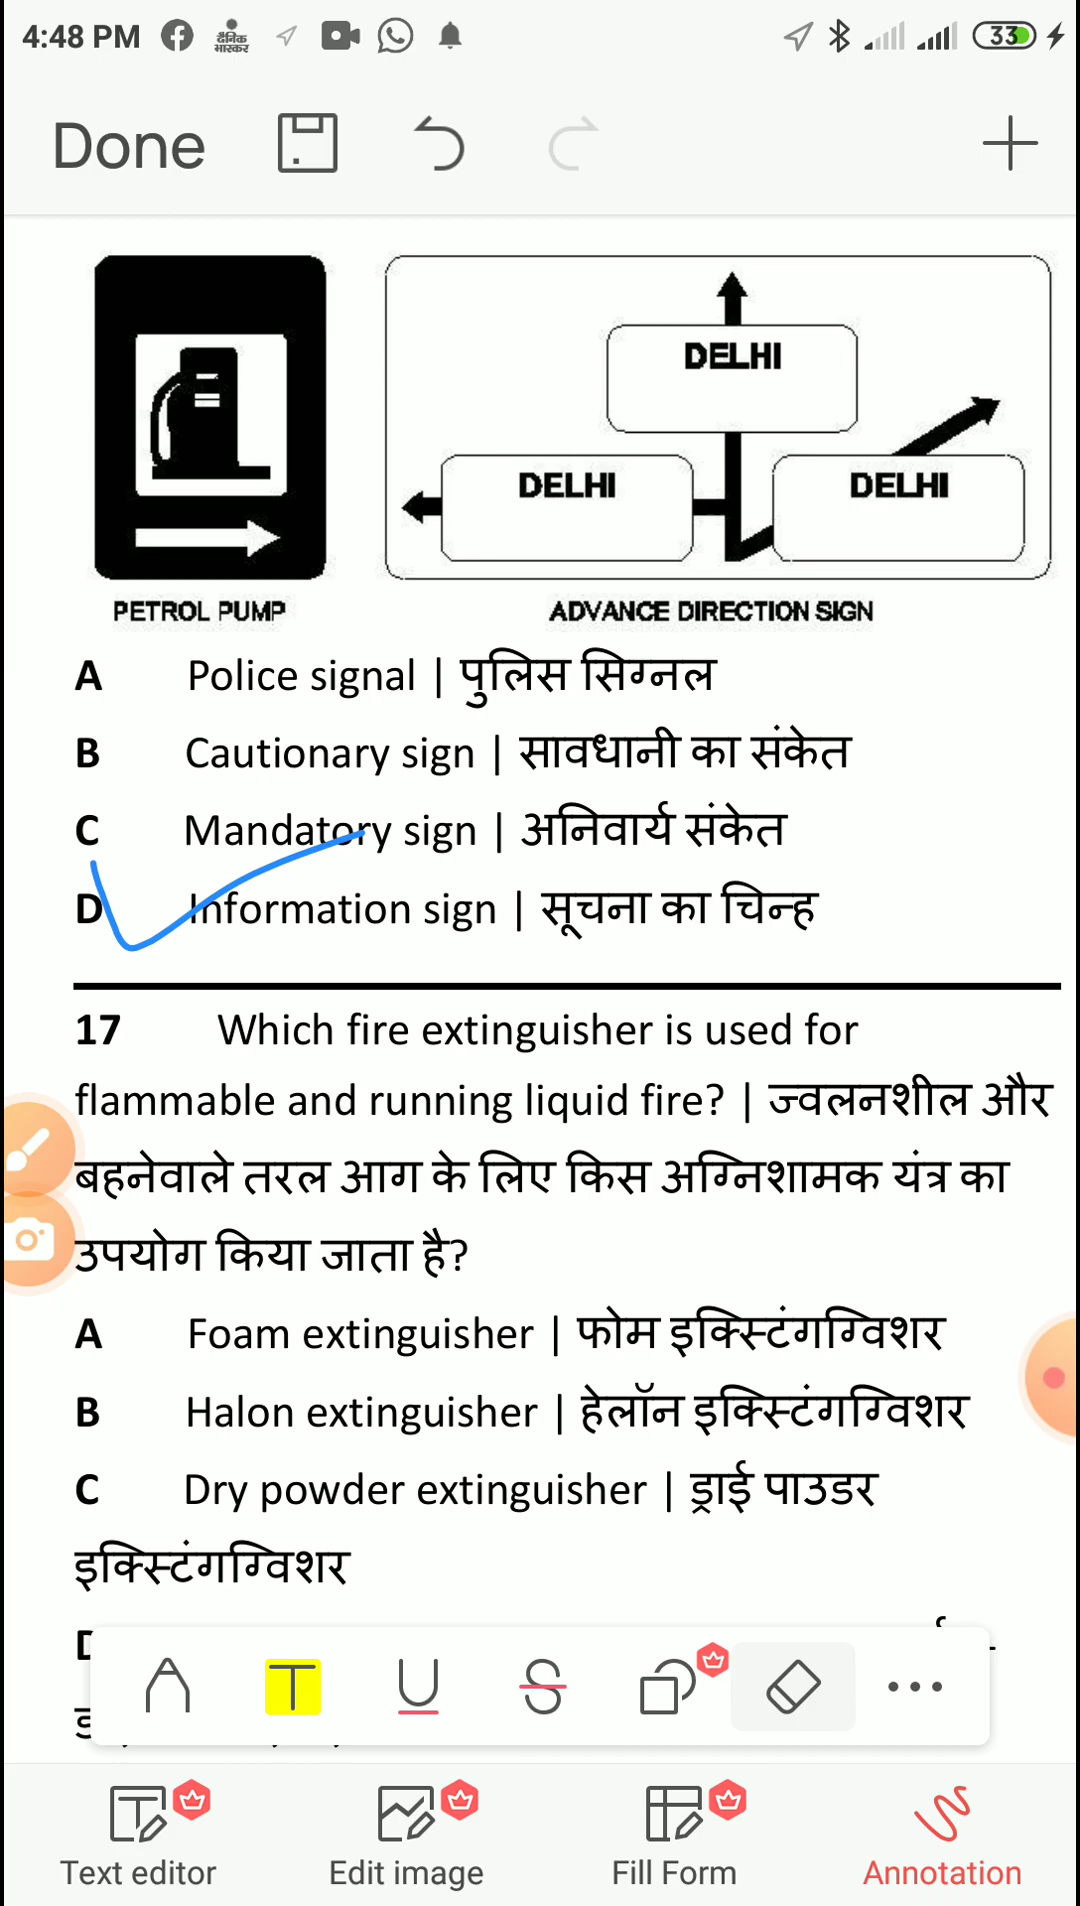 4:48 PM दैनिक भास्कर 33
Done
DELHI
DELHI DELHI
PETROL PUMP ADVANCE DIRECTION SIGN
A Police signal | पुलिस सिग्नल
B Cautionary sign | सावधानी का संकेत
C Mandatory sign | अनिवार्य संकेत
D Information sign | सूचना का चिन्ह
17 Which fire extinguisher is used for
flammable and running liquid fire? | ज्वलनशील और
बहनेवाले तरल आग के लिए किस अग्निशामक यंत्र का
उपयोग किया जाता है?
A Foam extinguisher | फोम इक्स्टिंगग्विशर
B Halon extinguisher | हेलॉन इक्स्टिंगग्विशर
C Dry powder extinguisher | ड्राई पाउडर
इक्स्टिंगग्विशर
T U S
Text editor Edit image Fill Form Annotation